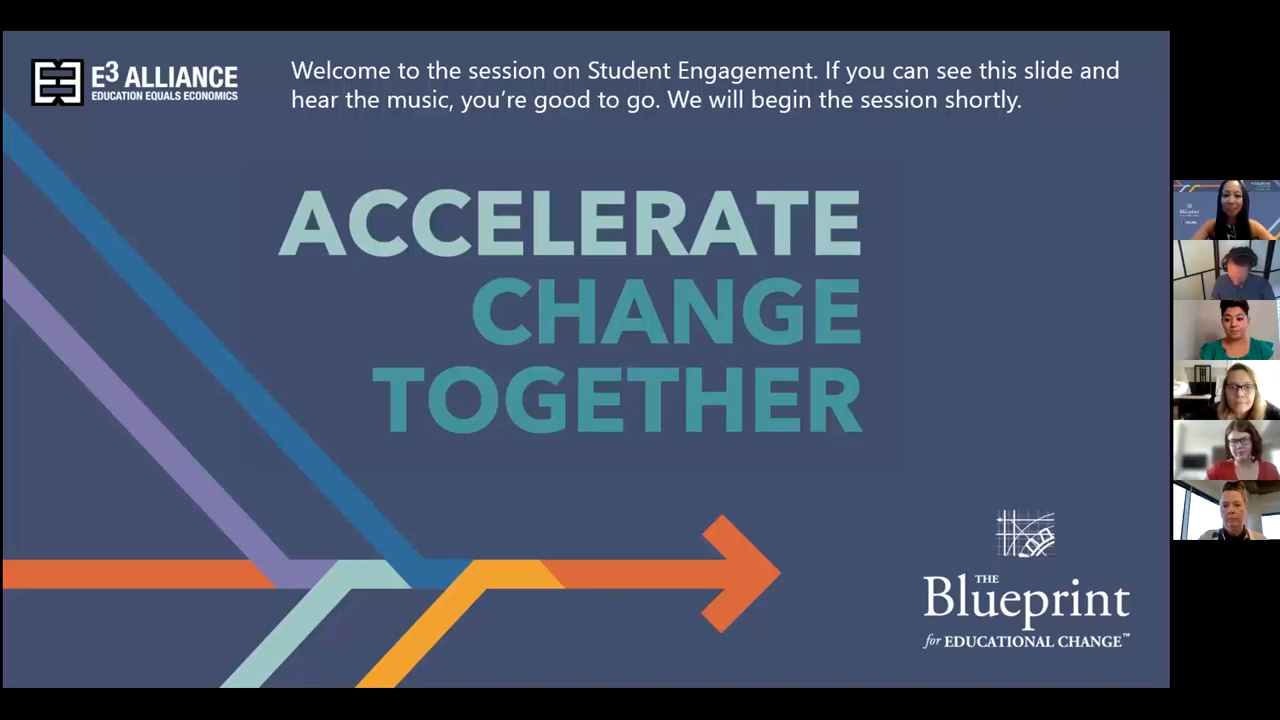 E3 ALLIANCE
EDUCATION EQUALS ECONOMICS
Welcome to the session on Student Engagement. If you can see this slide and
hear the music, you’re good to go. We will begin the session shortly.
ACCELERATE
CHANGE
TOGETHER
THE
Blueprint
for EDUCATIONAL CHANGE™